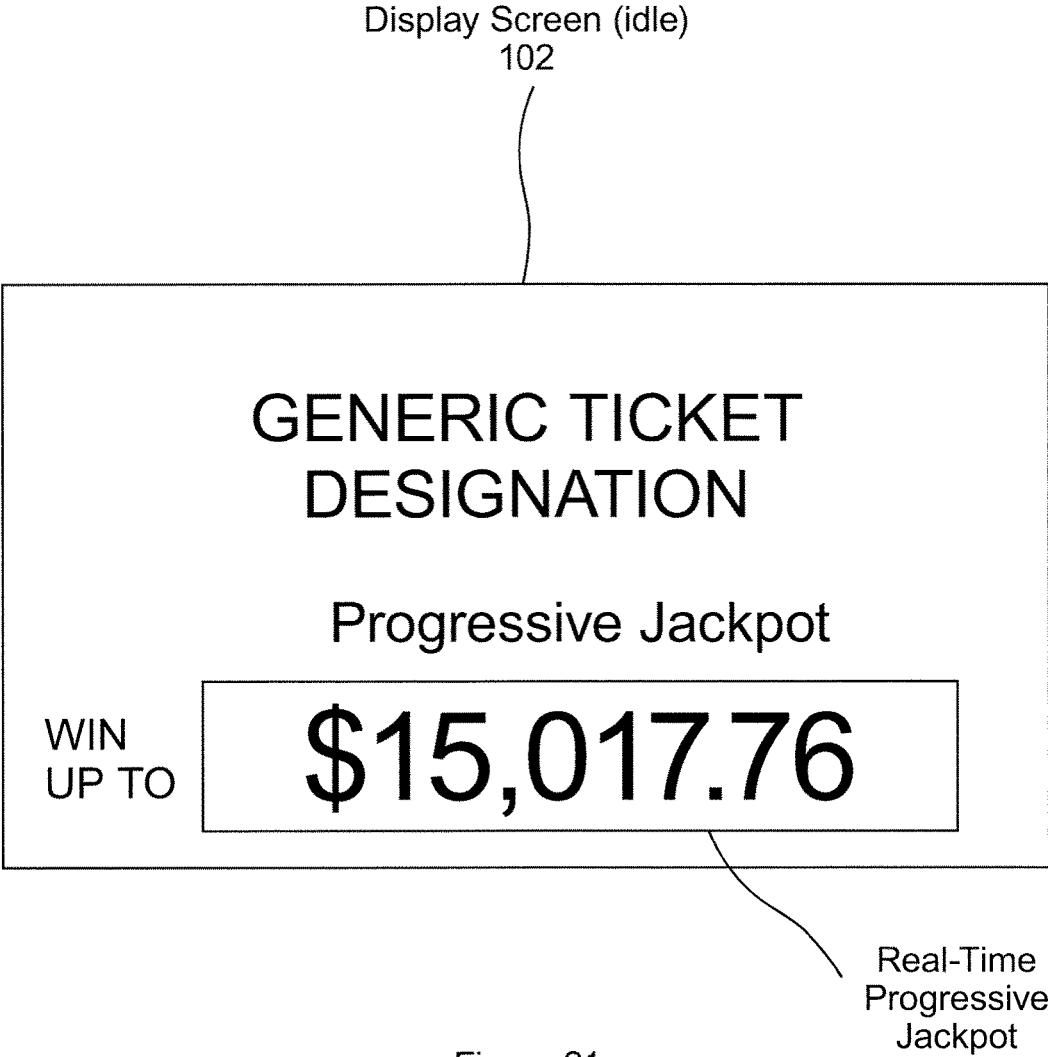 Display Screen (idle)
102
GENERIC TICKET
DESIGNATION
Progressive Jackpot
WIN
UP TO
$15,017.76
Real-Time
Progressive
Jackpot